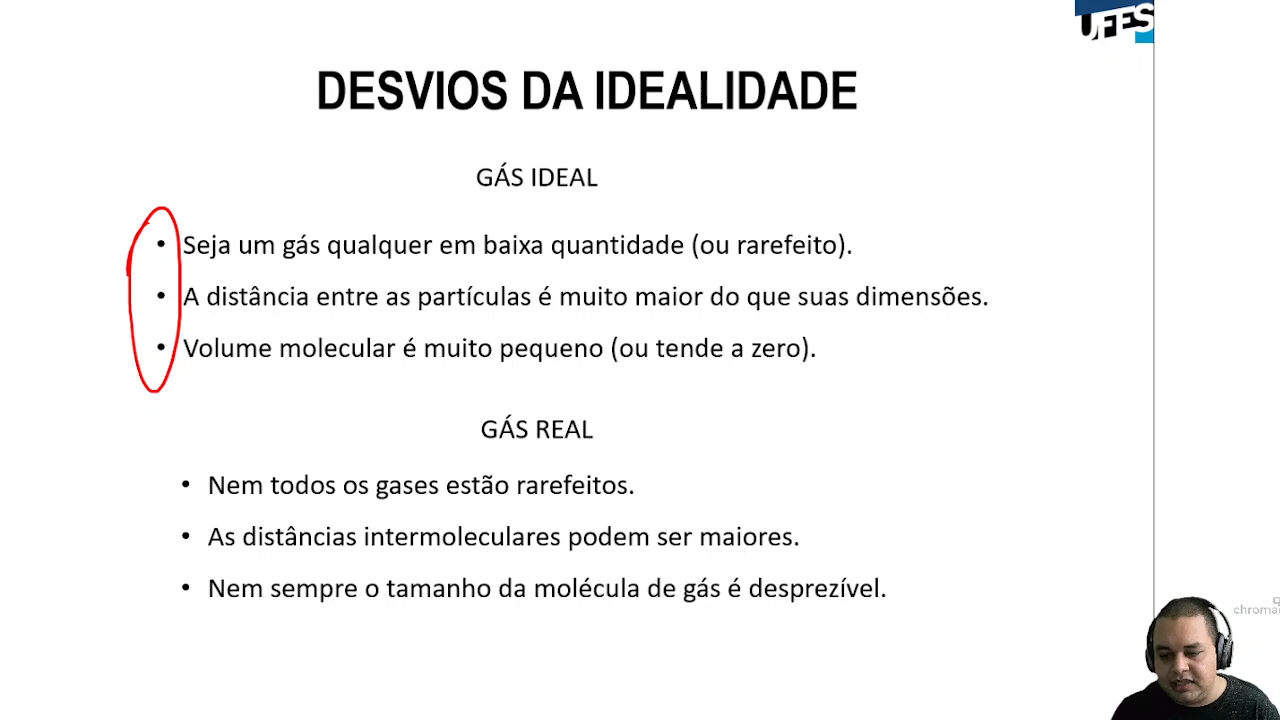 UFES
DESVIOS DA IDEALIDADE
GÁS IDEAL
• Seja um gás qualquer em baixa quantidade (ou rarefeito).
• A distância entre as partículas é muito maior do que suas dimensões.
• Volume molecular é muito pequeno (ou tende a zero).
GÁS REAL
• Nem todos os gases estão rarefeitos.
• As distâncias intermoleculares podem ser maiores.
• Nem sempre o tamanho da molécula de gás é desprezível.